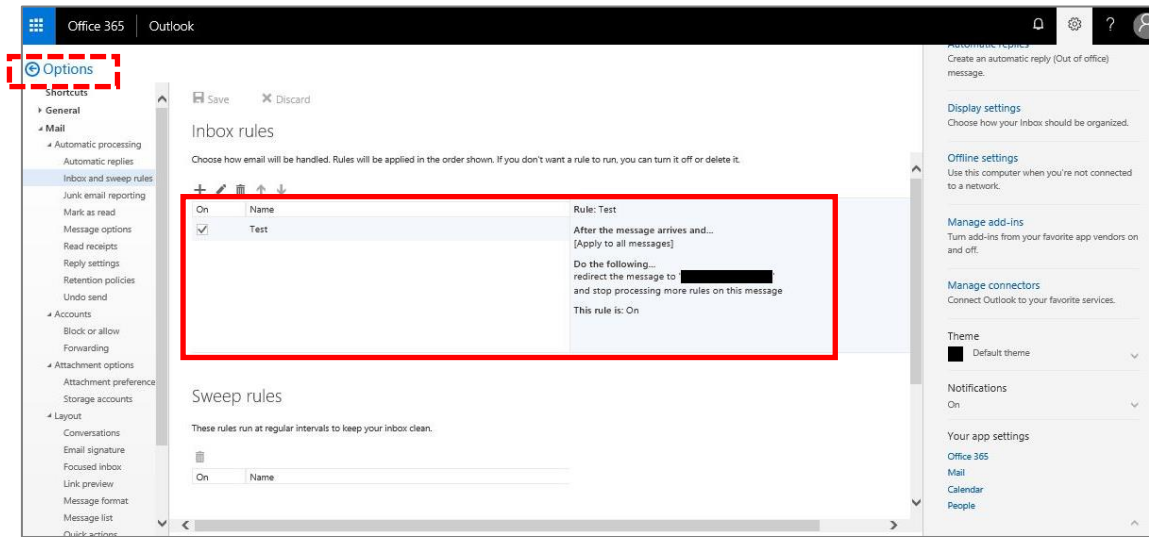 Office 365 Outlook ?
Options
Shortcuts
General
Mail
Automatic processing
Automatic replies
Inbox and sweep rules
Junk email reporting
Mark as read
Message options
Read receipts
Reply settings
Retention policies
Undo send
Accounts
Block or allow
Forwarding
Attachment options
Attachment preference
Storage accounts
Layout
Conversations
Email signature
Focused inbox
Link preview
Message format
Message list
Quick actions
Save Discard
Inbox rules
Choose how email will be handled. Rules will be applied in the order shown. If you don't want a rule to run, you can turn it off or delete it.
On Name
Test
Rule: Test
After the message arrives and...
[Apply to all messages]
Do the following...
redirect the message to ' '
and stop processing more rules on this message
This rule is: On
Sweep rules
These rules run at regular intervals to keep your inbox clean.
On Name
Automatic replies
Create an automatic reply (Out of office)
message.
Display settings
Choose how your Inbox should be organized.
Offline settings
Use this computer when you're not connected
to a network.
Manage add-ins
Turn add-ins from your favorite app vendors on
and off.
Manage connectors
Connect Outlook to your favorite services.
Theme
Default theme
Notifications
On
Your app settings
Office 365
Mail
Calendar
People